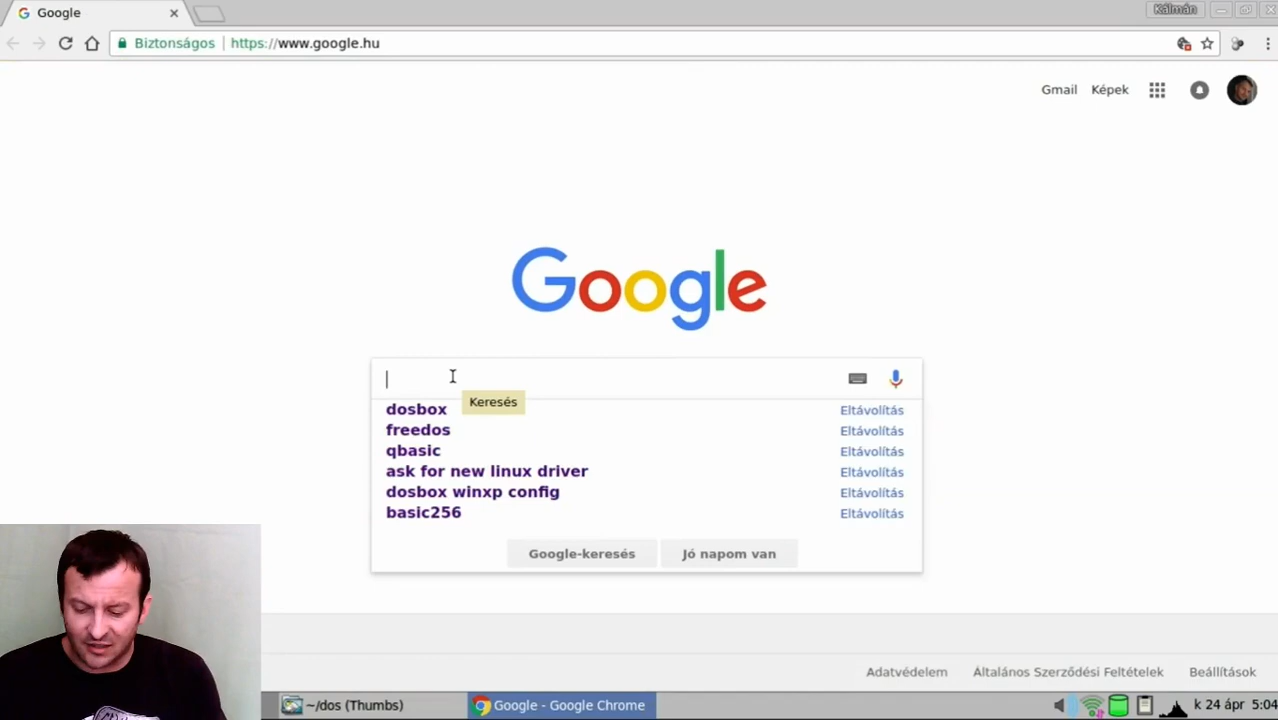 Google
Kálmán
Biztonságos
https://www.google.hu
Gmail Képek
Google
Keresés
dosbox Eltávolítás
freedos Eltávolítás
qbasic Eltávolítás
ask for new linux driver Eltávolítás
dosbox winxp config Eltávolítás
basic256 Eltávolítás
Google-keresés Jó napom van
Adatvédelem Általános Szerződési Feltételek Beállítások
~/dos (Thumbs) Google - Google Chrome k 24 ápr 5:04